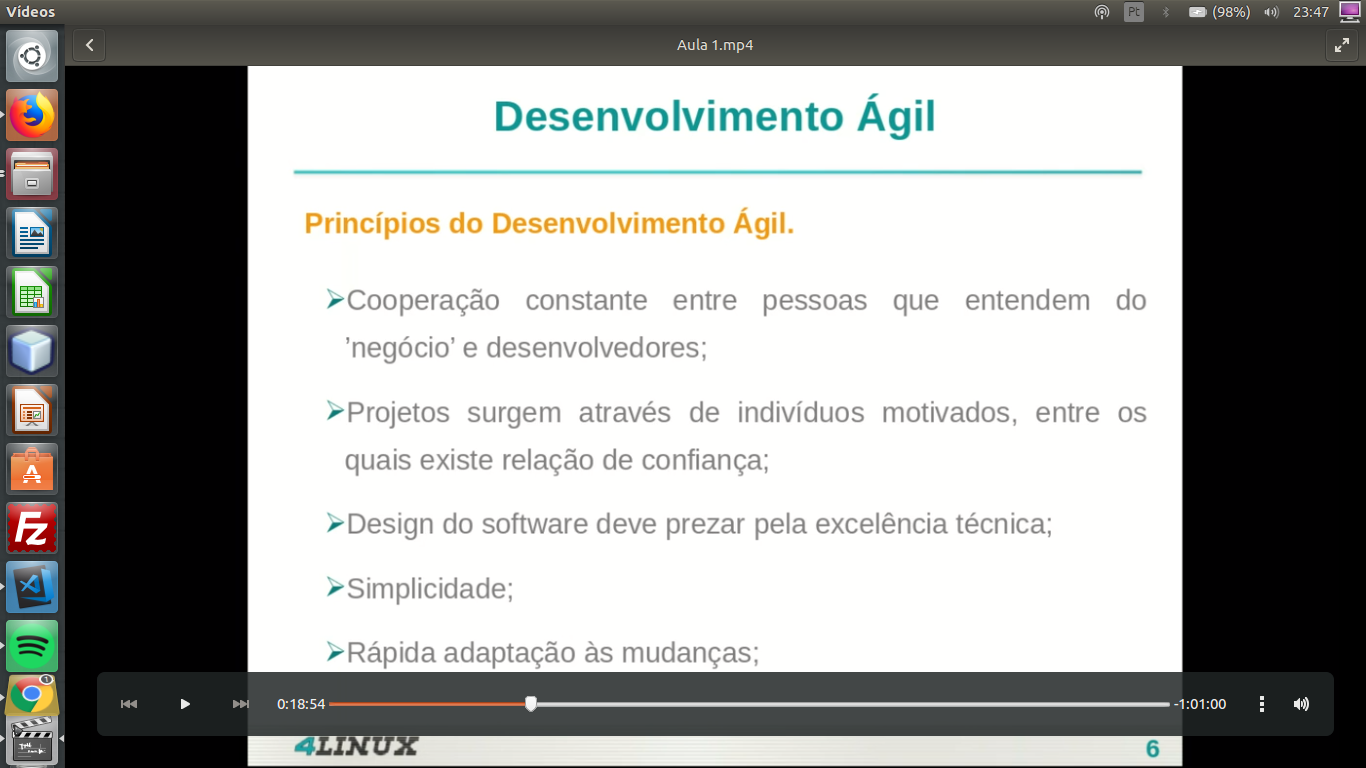 Vídeos
Pt
(98%)
23:47
Aula 1.mp4
Desenvolvimento Ágil
Princípios do Desenvolvimento Ágil.
Cooperação constante entre pessoas que entendem do
’negócio’ e desenvolvedores;
Projetos surgem através de indivíduos motivados, entre os
quais existe relação de confiança;
Design do software deve prezar pela excelência técnica;
Simplicidade;
Rápida adaptação às mudanças;
0:18:54
-1:01:00
4LINUX
6
A
Fz
1